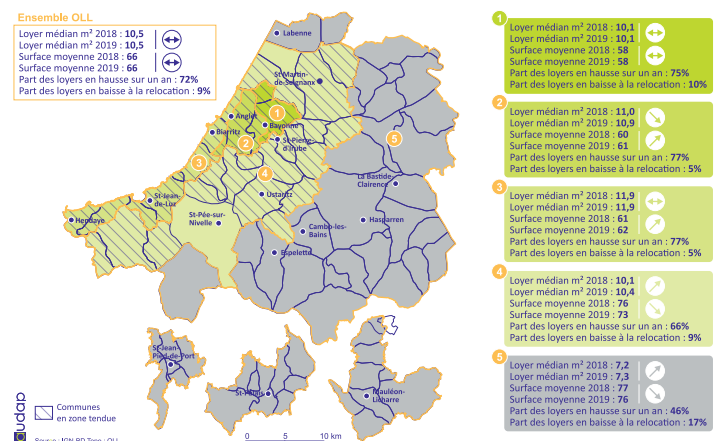 Ensemble OLL
Loyer médian m² 2018 : 10,5
Loyer médian m² 2019 : 10,5
Surface moyenne 2018 : 66
Surface moyenne 2019 : 66
Part des loyers en hausse sur un an : 72%
Part des loyers en baisse à la relocation : 9%
Labenne
St-Martin-
de-Seignanx
Anglet
1
Bayonne
Biarritz
2
St-Pierre-
d'Irube
5
3
4
La Bastide-
Clairence
St-Jean-
de-Luz
Ustaritz
Hendaye
St-Pée-sur-
Nivelle
Hasparren
Cambo-les-
Bains
Espelette
St-Jean-
Pied-de-Port
St-Palais
Mauléon-
Licharre
Communes
en zone tendue
audap
0 5 10 km
1
Loyer médian m² 2018 : 10,1
Loyer médian m² 2019 : 10,1
Surface moyenne 2018 : 58
Surface moyenne 2019 : 58
Part des loyers en hausse sur un an : 75%
Part des loyers en baisse à la relocation : 10%
2
Loyer médian m² 2018 : 11,0
Loyer médian m² 2019 : 10,9
Surface moyenne 2018 : 60
Surface moyenne 2019 : 61
Part des loyers en hausse sur un an : 77%
Part des loyers en baisse à la relocation : 5%
3
Loyer médian m² 2018 : 11,9
Loyer médian m² 2019 : 11,9
Surface moyenne 2018 : 61
Surface moyenne 2019 : 62
Part des loyers en hausse sur un an : 77%
Part des loyers en baisse à la relocation : 5%
4
Loyer médian m² 2018 : 10,1
Loyer médian m² 2019 : 10,4
Surface moyenne 2018 : 76
Surface moyenne 2019 : 73
Part des loyers en hausse sur un an : 66%
Part des loyers en baisse à la relocation : 9%
5
Loyer médian m² 2018 : 7,2
Loyer médian m² 2019 : 7,3
Surface moyenne 2018 : 77
Surface moyenne 2019 : 76
Part des loyers en hausse sur un an : 46%
Part des loyers en baisse à la relocation : 17%